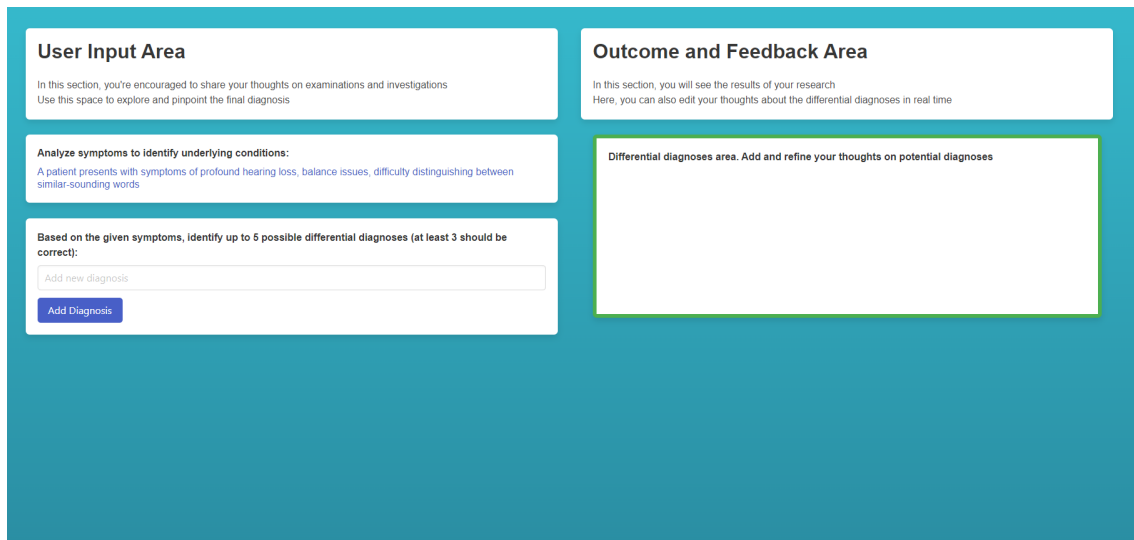 User Input Area
In this section, you're encouraged to share your thoughts on examinations and investigations
Use this space to explore and pinpoint the final diagnosis
Analyze symptoms to identify underlying conditions:
A patient presents with symptoms of profound hearing loss, balance issues, difficulty distinguishing between
similar-sounding words
Based on the given symptoms, identify up to 5 possible differential diagnoses (at least 3 should be
correct):
Add new diagnosis
Add Diagnosis
Outcome and Feedback Area
In this section, you will see the results of your research
Here, you can also edit your thoughts about the differential diagnoses in real time
Differential diagnoses area. Add and refine your thoughts on potential diagnoses